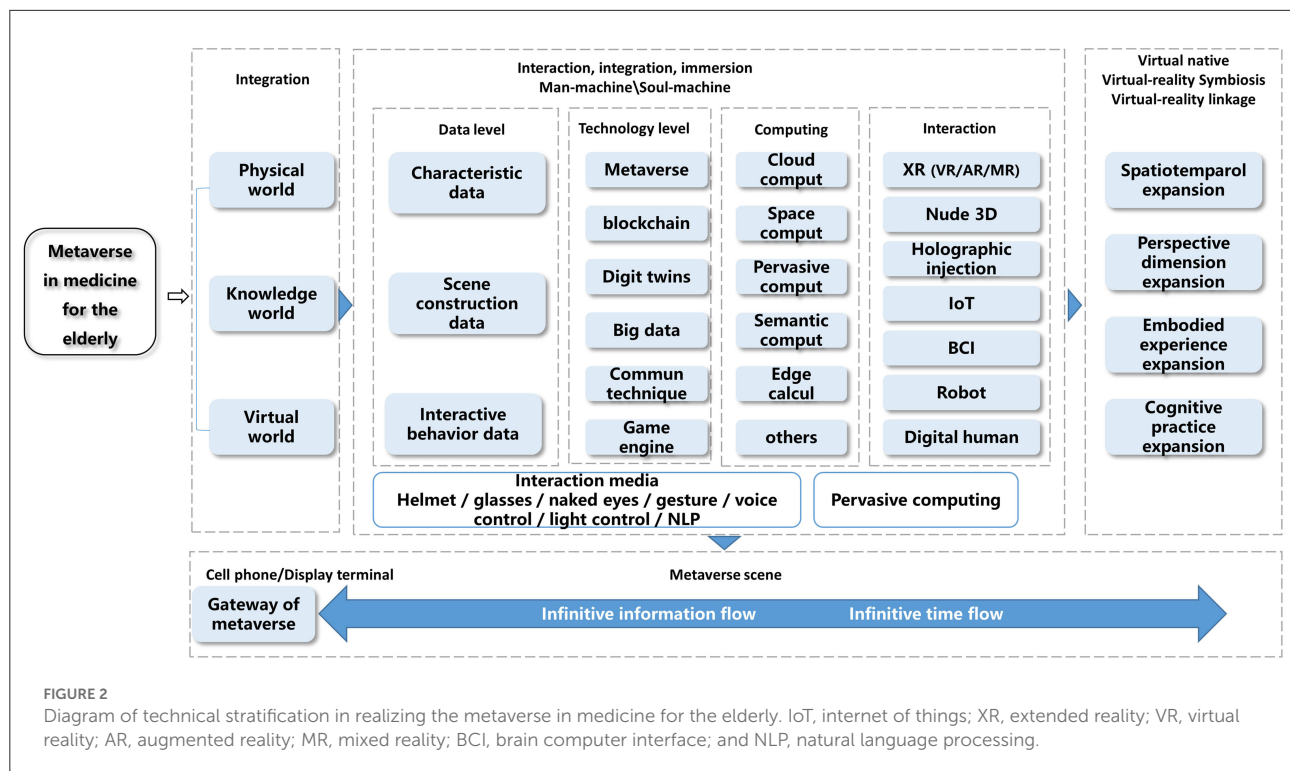 Metaverse
in medicine
for the
elderly
Integration
Physical
world
Knowledge
world
Virtual
world
Interaction, integration, immersion
Man-machine\Soul-machine
Data level
Characteristic
data
Scene
construction
data
Interactive
behavior data
Technology level
Metaverse
blockchain
Digit twins
Big data
Commun
technique
Game
engine
Computing
Cloud
comput
Space
comput
Pervasive
comput
Semantic
comput
Edge
calcul
others
Interaction
XR (VR/AR/MR)
Nude 3D
Holographic
injection
IoT
BCI
Robot
Digital human
Interaction media
Helmet / glasses / naked eyes / gesture / voice
control / light control / NLP
Pervasive computing
Virtual native
Virtual-reality Symbiosis
Virtual-reality linkage
Spatiotemparol
expansion
Perspective
dimension
expansion
Embodied
experience
expansion
Cognitive
practice
expansion
Cell phone/Display terminal
Metaverse scene
Gateway of
metaverse
Infinitive information flow
Infinitive time flow
FIGURE 2
Diagram of technical stratification in realizing the metaverse in medicine for the elderly. IoT, internet of things; XR, extended reality; VR, virtual
reality; AR, augmented reality; MR, mixed reality; BCI, brain computer interface; and NLP, natural language processing.